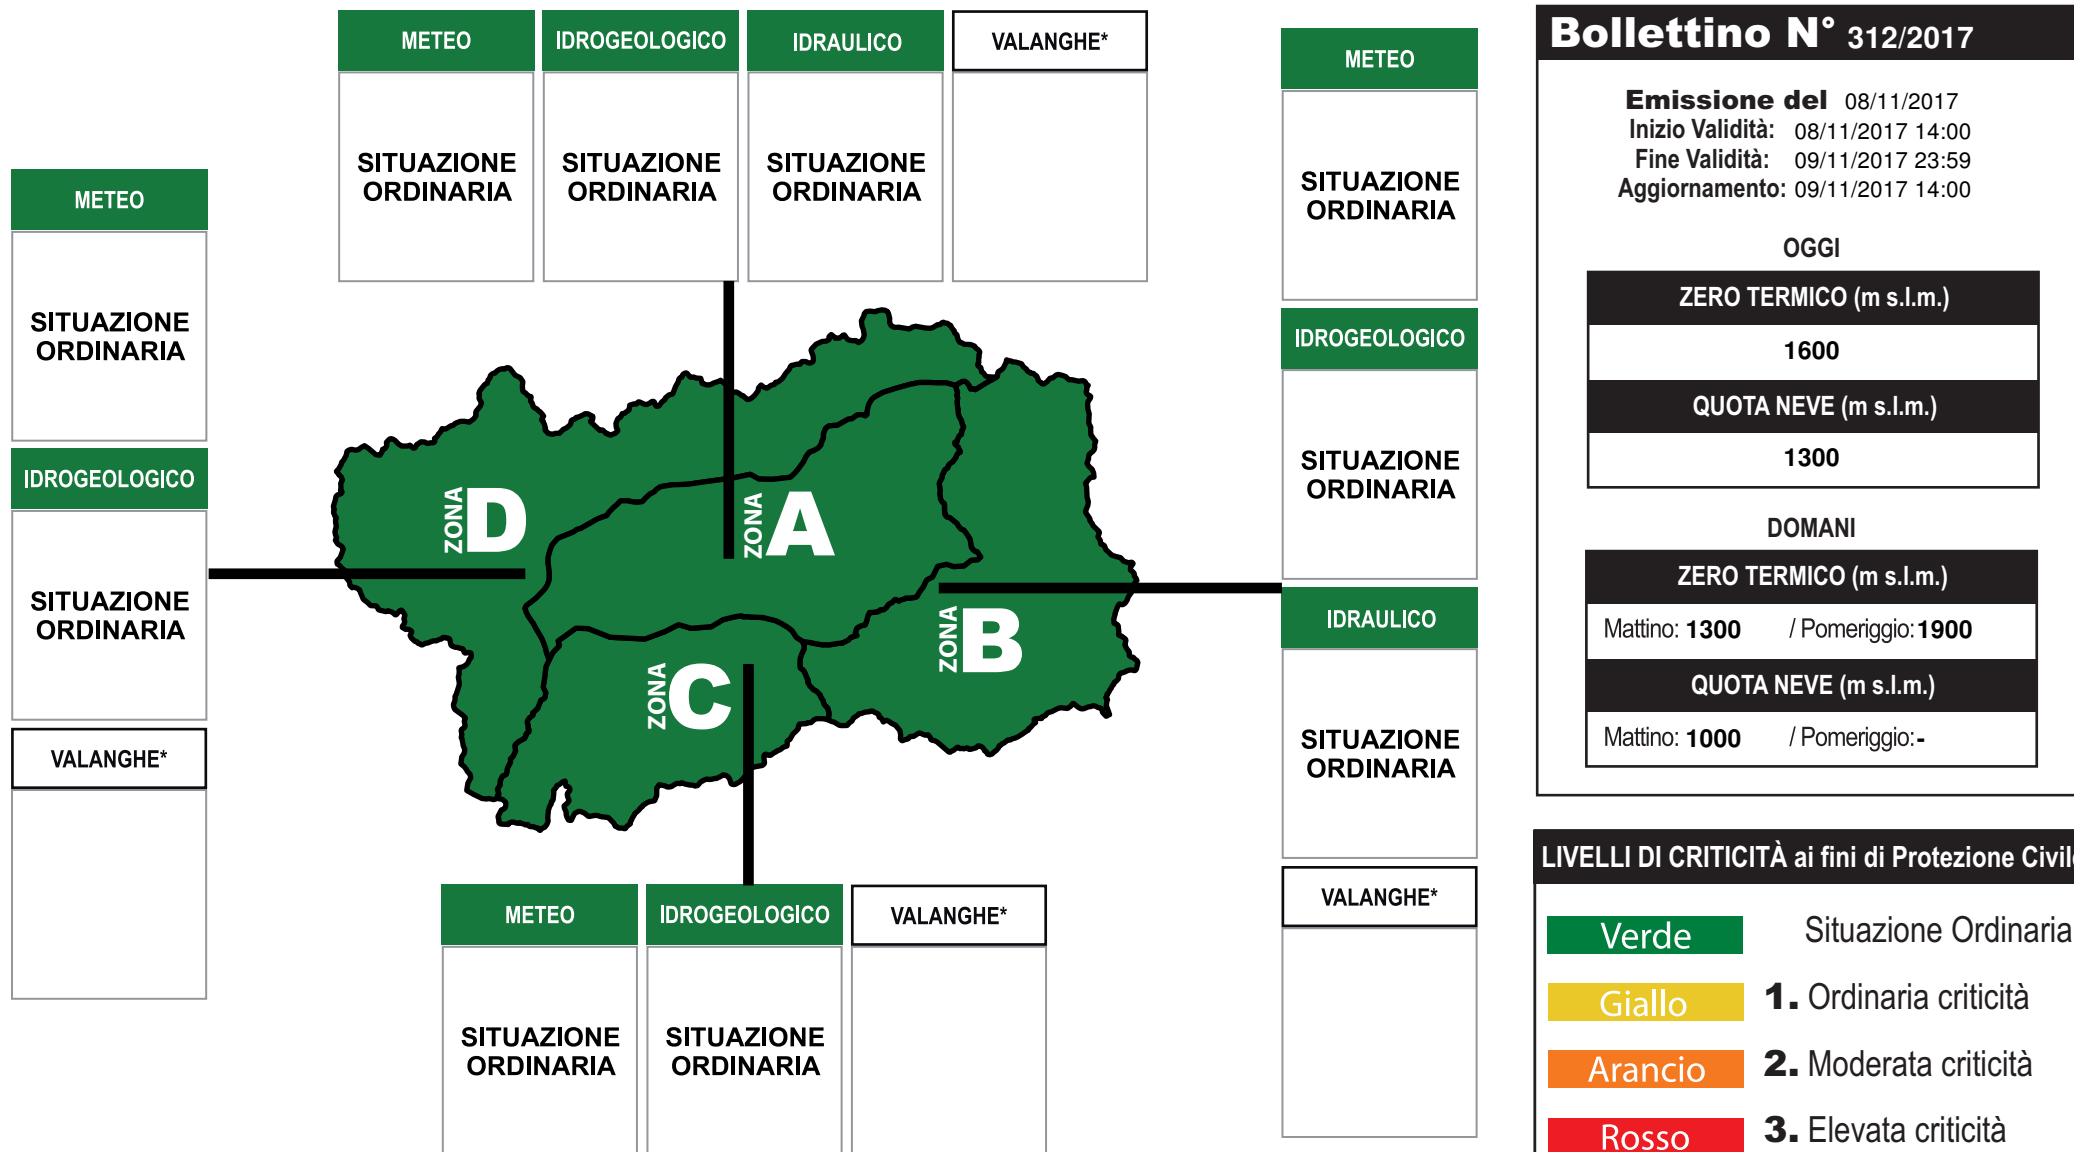 METEO
IDROGEOLOGICO
IDRAULICO
VALANGHE*
SITUAZIONE
ORDINARIA
SITUAZIONE
ORDINARIA
SITUAZIONE
ORDINARIA
METEO
SITUAZIONE
ORDINARIA
IDROGEOLOGICO
SITUAZIONE
ORDINARIA
VALANGHE*
ZONA D
ZONA A
ZONA B
ZONA C
METEO
SITUAZIONE
ORDINARIA
IDROGEOLOGICO
SITUAZIONE
ORDINARIA
IDRAULICO
SITUAZIONE
ORDINARIA
VALANGHE*
METEO
IDROGEOLOGICO
VALANGHE*
SITUAZIONE
ORDINARIA
SITUAZIONE
ORDINARIA
Bollettino N° 312/2017
Emissione del 08/11/2017
Inizio Validità: 08/11/2017 14:00
Fine Validità: 09/11/2017 23:59
Aggiornamento: 09/11/2017 14:00
OGGI
ZERO TERMICO (m s.l.m.)
1600
QUOTA NEVE (m s.l.m.)
1300
DOMANI
ZERO TERMICO (m s.l.m.)
Mattino: 1300 / Pomeriggio: 1900
QUOTA NEVE (m s.l.m.)
Mattino: 1000 / Pomeriggio: -
LIVELLI DI CRITICITÀ ai fini di Protezione Civile
Verde Situazione Ordinaria
Giallo 1. Ordinaria criticità
Arancio 2. Moderata criticità
Rosso 3. Elevata criticità